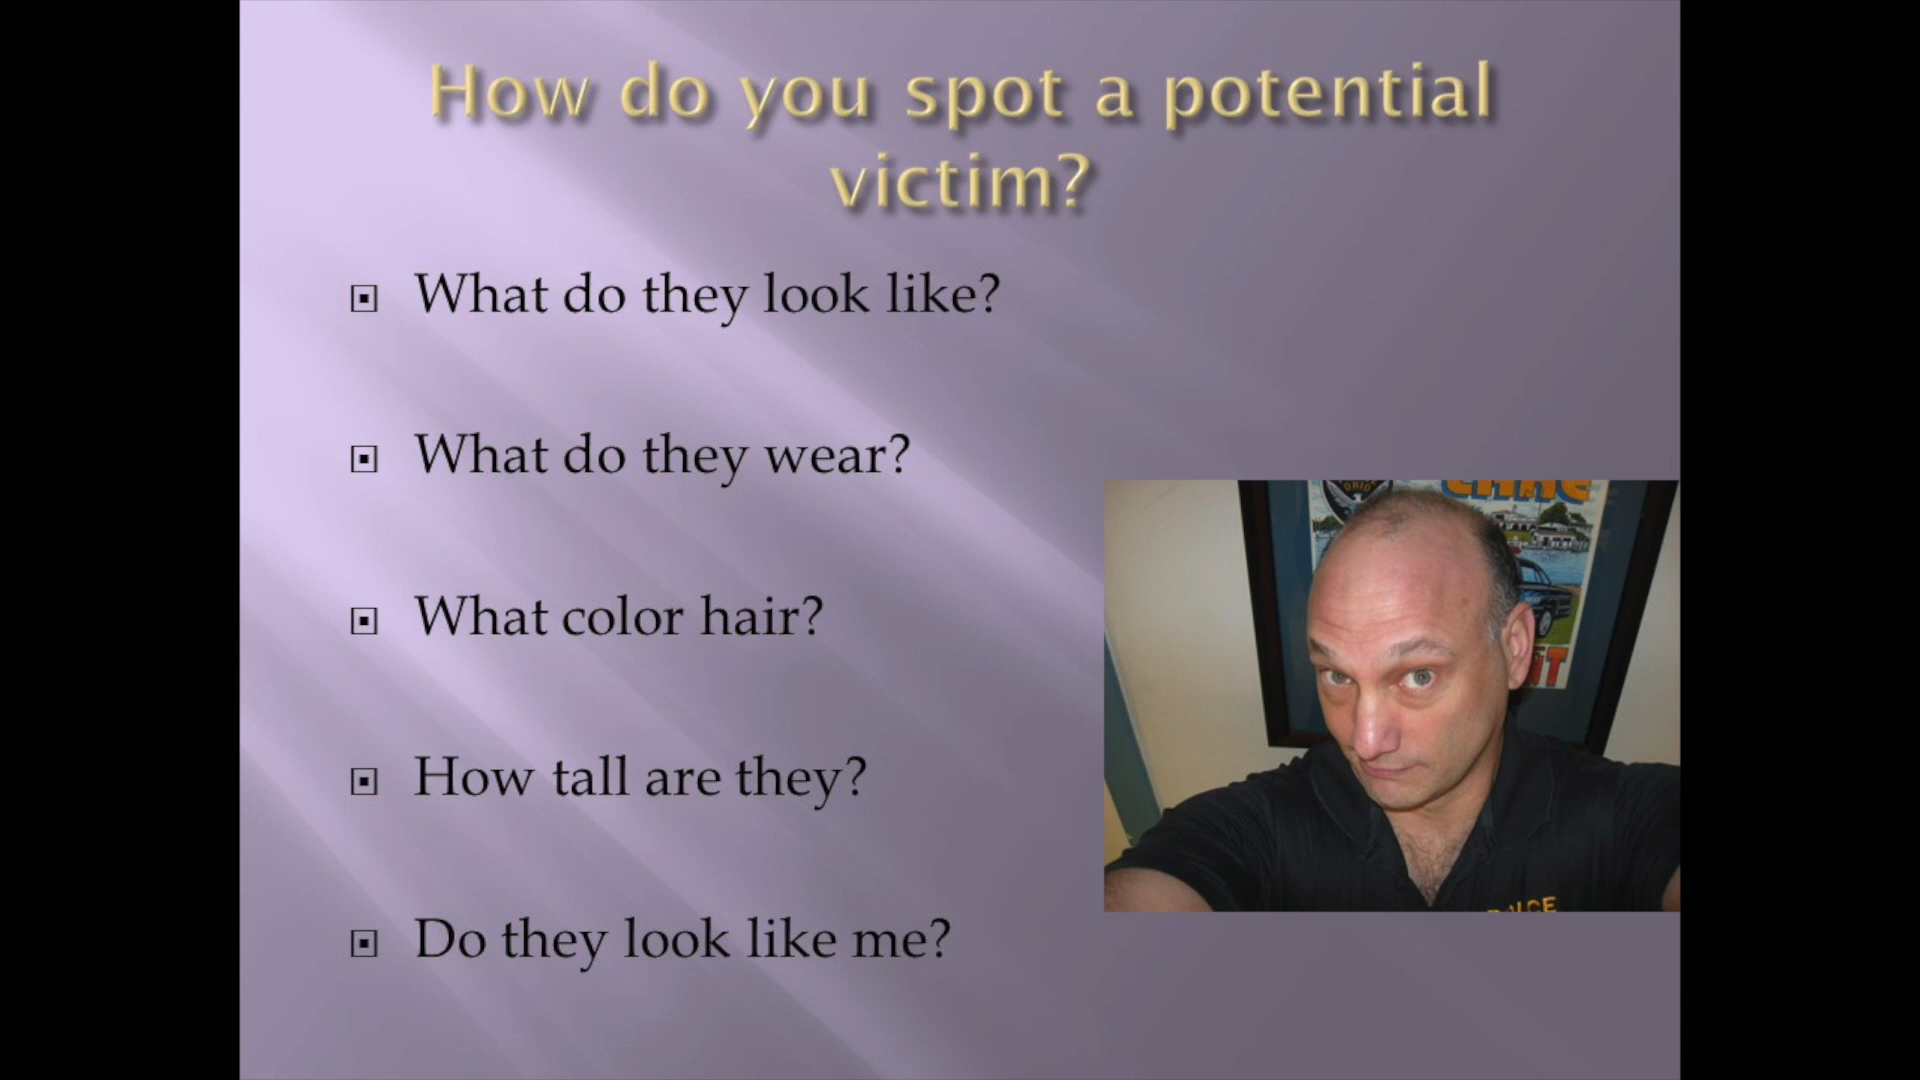 How do you spot a potential
victim?
What do they look like?
What do they wear?
What color hair?
How tall are they?
Do they look like me?
OHIO